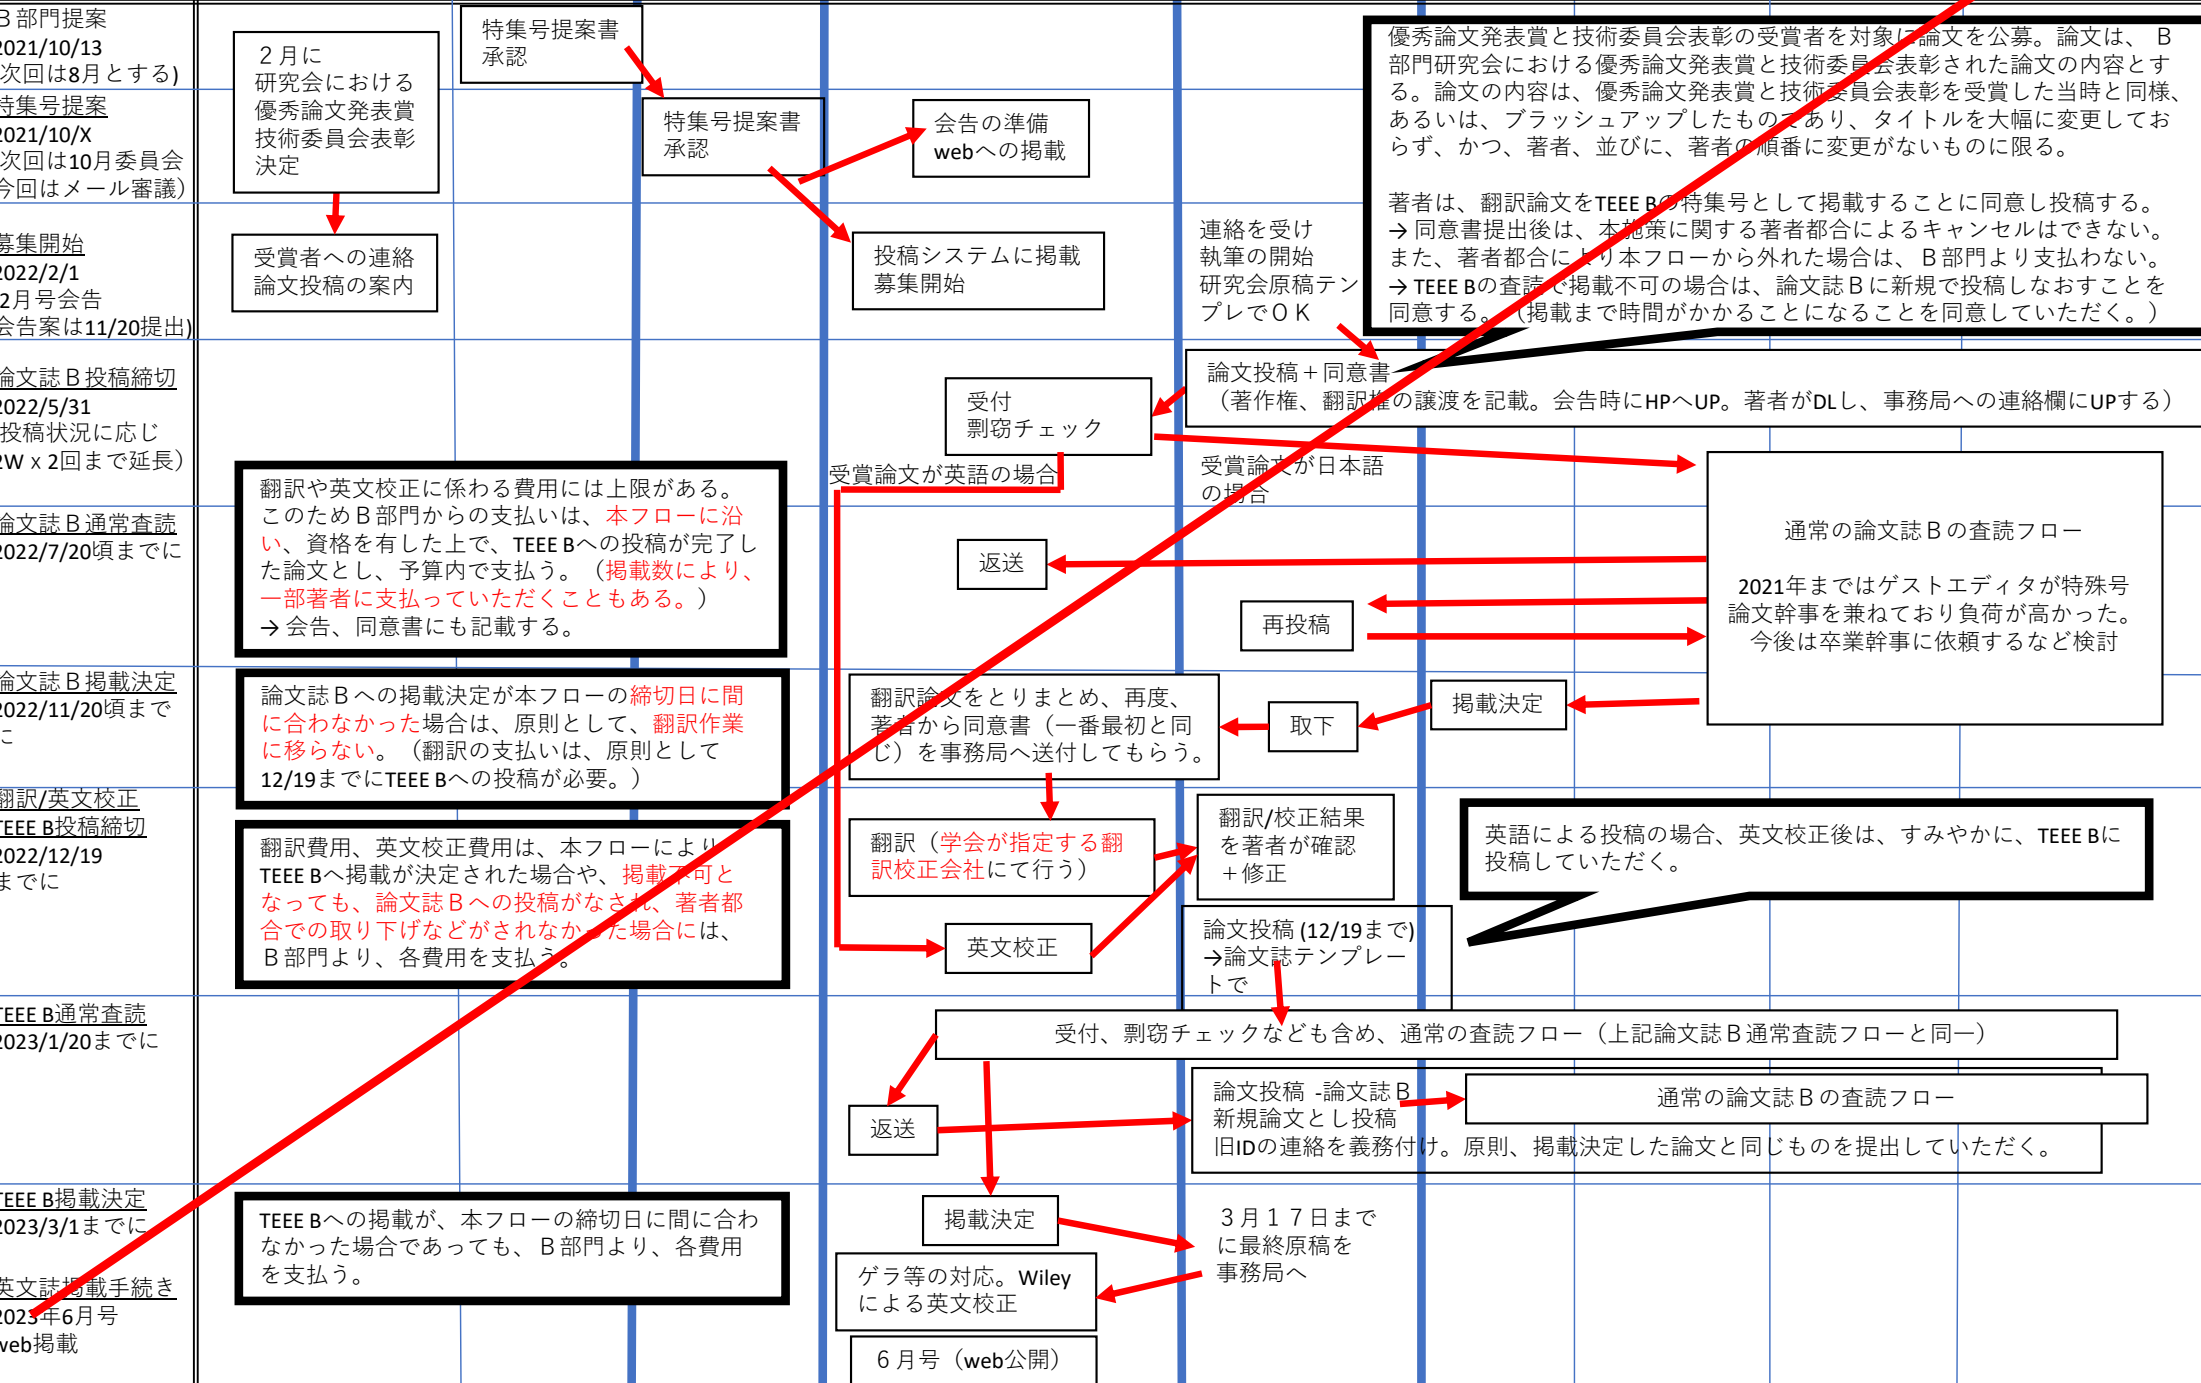 Ｂ部門提案
2021/10/13
次回は8月とする)
特集号提案
2021/10/X
次回は10月委員会
今回はメール審議)
募集開始
2022/2/1
2月号会告
会告案は11/20提出)
論文誌Ｂ投稿締切
2022/5/31
投稿状況に応じ
2W x 2回まで延長)
論文誌Ｂ通常査読
2022/7/20頃までに
論文誌Ｂ掲載決定
2022/11/20頃まで
に
翻訳/英文校正
TEEE B投稿締切
2022/12/19
までに
TEEE B通常査読
2023/1/20までに
TEEE B掲載決定
2023/3/1までに
英文誌掲載手続き
2023年6月号
web掲載
２月に
研究会における
優秀論文発表賞
技術委員会表彰
決定
受賞者への連絡
論文投稿の案内
特集号提案書
承認
特集号提案書
承認
会告の準備
webへの掲載
投稿システムに掲載
募集開始
優秀論文発表賞と技術委員会表彰の受賞者を対象に論文を公募。論文は、Ｂ
部門研究会における優秀論文発表賞と技術委員会表彰された論文の内容とす
る。論文の内容は、優秀論文発表賞と技術委員会表彰を受賞した当時と同様、
あるいは、ブラッシュアップしたものであり、タイトルを大幅に変更してお
らず、かつ、著者、並びに、著者の順番に変更がないものに限る。
著者は、翻訳論文をTEEE Bの特集号として掲載することに同意し投稿する。
→ 同意書提出後は、本施策に関する著者都合によるキャンセルはできない。
また、著者都合により本フローから外れた場合は、Ｂ部門より支払わない。
→ TEEE Bの査読で掲載不可の場合は、論文誌Ｂに新規で投稿しなおすことを
同意する。（掲載まで時間がかかることになることを同意していただく。）
連絡を受け
執筆の開始
研究会原稿テン
プレでＯＫ
論文投稿＋同意書
（著作権、翻訳権の譲渡を記載。会告時にHPへUP。著者がDLし、事務局への連絡欄にUPする）
受付
剽窃チェック
受賞論文が英語の場合
受賞論文が日本語
の場合
通常の論文誌Ｂの査読フロー
2021年まではゲストエディタが特殊号
論文幹事を兼ねており負荷が高かった。
今後は卒業幹事に依頼するなど検討
返送
再投稿
掲載決定
取下
翻訳論文をとりまとめ、再度、
著者から同意書（一番最初と同
じ）を事務局へ送付してもらう。
翻訳や英文校正に係わる費用には上限がある。
このためＢ部門からの支払いは、本フローに沿
い、資格を有した上で、TEEE Bへの投稿が完了し
た論文とし、予算内で支払う。（掲載数により、
一部著者に支払っていただくこともある。）
→ 会告、同意書にも記載する。
論文誌Ｂへの掲載決定が本フローの締切日に間
に合わなかった場合は、原則として、翻訳作業
に移らない。（翻訳の支払いは、原則として
12/19までにTEEE Bへの投稿が必要。）
翻訳費用、英文校正費用は、本フローにより
TEEE Bへ掲載が決定された場合や、掲載不可と
なっても、論文誌Ｂへの投稿がなされ、著者都
合での取り下げなどがされなかった場合には、
Ｂ部門より、各費用を支払う。
翻訳（学会が指定する翻
訳校正会社にて行う）
翻訳/校正結果
を著者が確認
＋修正
英文校正
英語による投稿の場合、英文校正後は、すみやかに、TEEE Bに
投稿していただく。
論文投稿 (12/19まで)
→論文誌テンプレー
トで
受付、剽窃チェックなども含め、通常の査読フロー（上記論文誌Ｂ通常査読フローと同一）
返送
論文投稿 -論文誌Ｂ
新規論文とし投稿
旧IDの連絡を義務付け。原則、掲載決定した論文と同じものを提出していただく。
通常の論文誌Ｂの査読フロー
TEEE Bへの掲載が、本フローの締切日に間に合わ
なかった場合であっても、Ｂ部門より、各費用
を支払う。
掲載決定
３月１７日まで
に最終原稿を
事務局へ
ゲラ等の対応。Wiley
による英文校正
６月号（web公開）